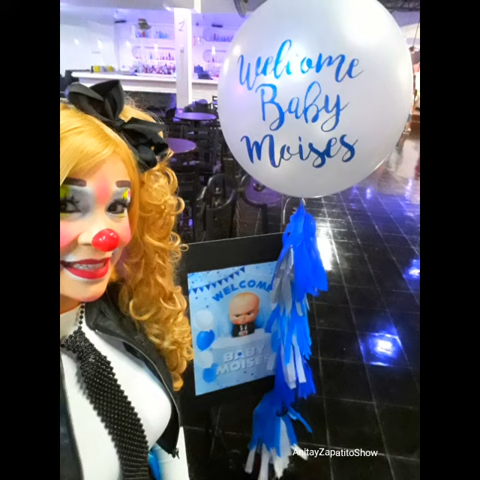 Welcome
Baby
Moises
WELCOME
BABY
MOISES
AnitayZapatitoShow